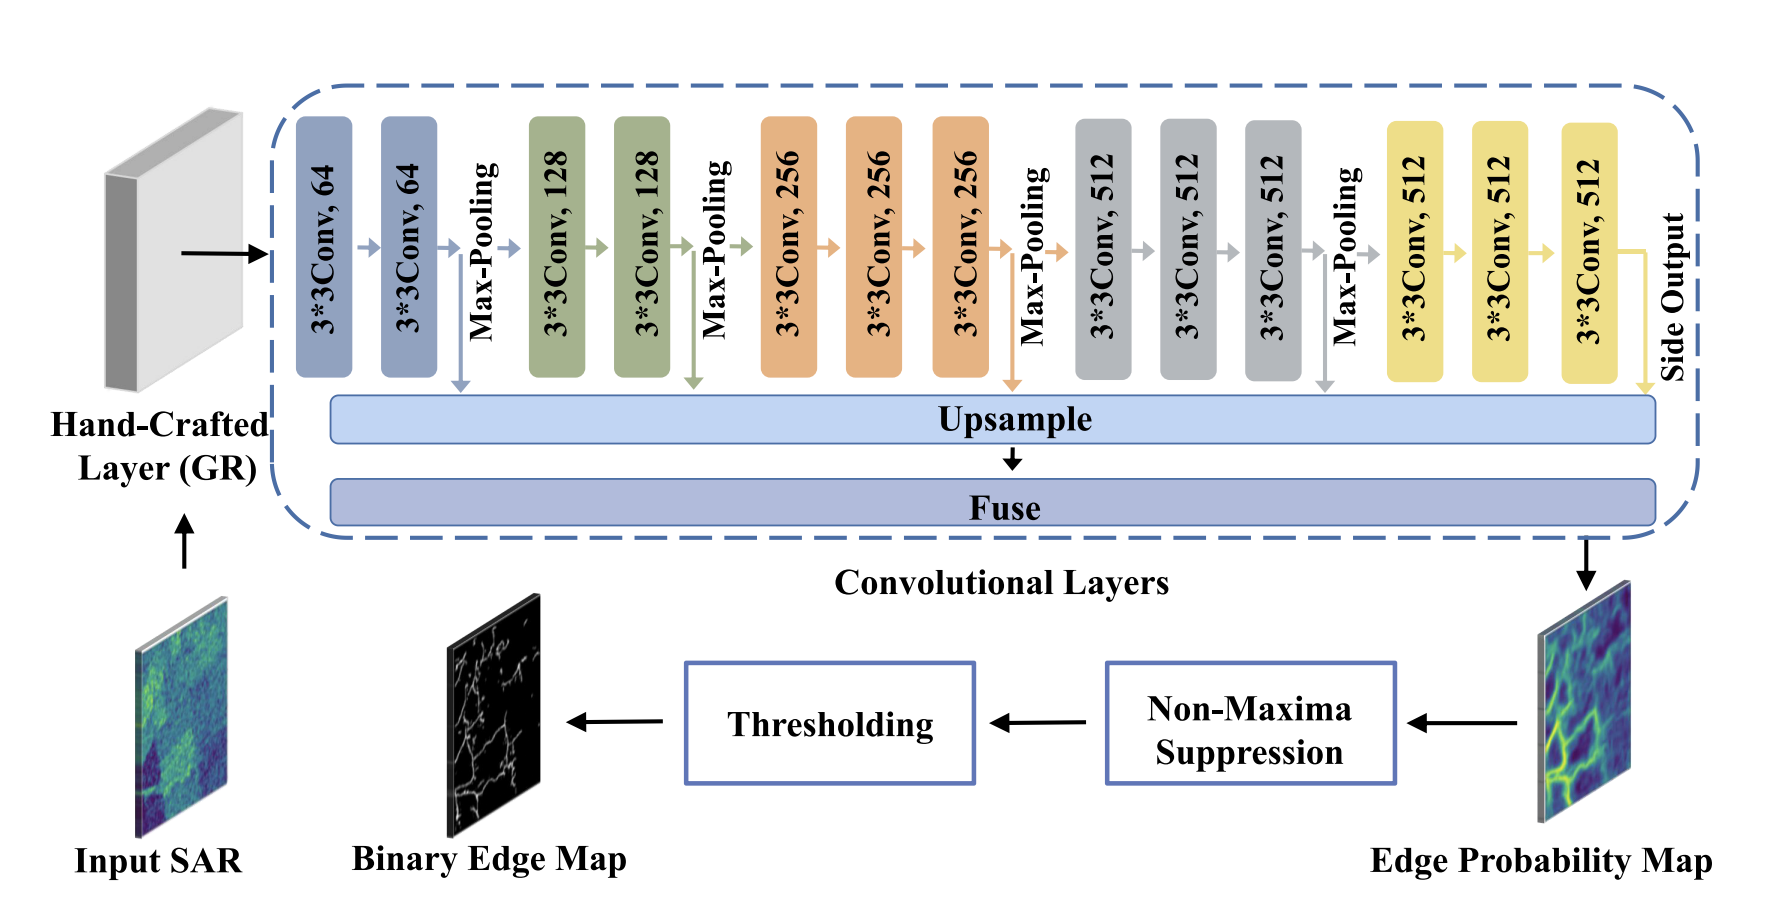 3*3Conv, 64
3*3Conv, 64
Max-Pooling
3*3Conv, 128
3*3Conv, 128
Max-Pooling
3*3Conv, 256
3*3Conv, 256
3*3Conv, 256
Max-Pooling
3*3Conv, 512
3*3Conv, 512
3*3Conv, 512
Max-Pooling
3*3Conv, 512
3*3Conv, 512
3*3Conv, 512
Side Output
Hand-Crafted
Layer (GR)
Upsample
Fuse
Convolutional Layers
Thresholding
Non-Maxima
Suppression
Input SAR
Binary Edge Map
Edge Probability Map